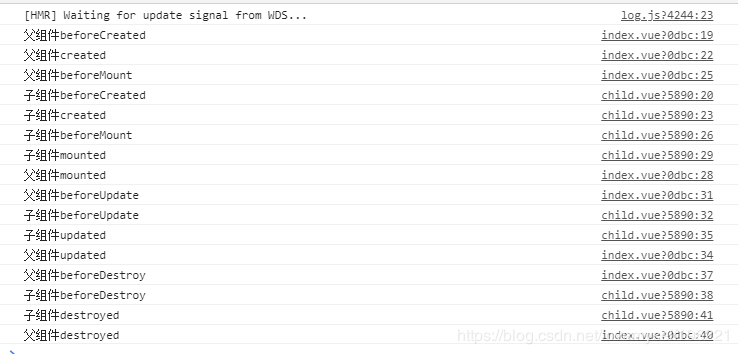 [HMR] Waiting for update signal from WDS... log.js?4244:23
父组件beforeCreated index.vue?0dbc:19
父组件created index.vue?0dbc:22
父组件beforeMount index.vue?0dbc:25
子组件beforeCreated child.vue?5890:20
子组件created child.vue?5890:23
子组件beforeMount child.vue?5890:26
子组件mounted child.vue?5890:29
父组件mounted index.vue?0dbc:28
父组件beforeUpdate index.vue?0dbc:31
子组件beforeUpdate child.vue?5890:32
子组件updated child.vue?5890:35
父组件updated index.vue?0dbc:34
父组件beforeDestroy index.vue?0dbc:37
子组件beforeDestroy child.vue?5890:38
子组件destroyed child.vue?5890:41
父组件destroyed index.vue?0dbc:40